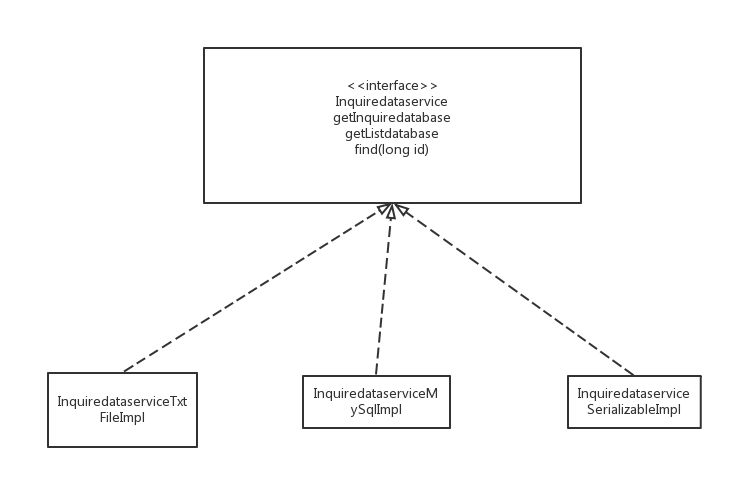 <<interface>>
Inquiredataservice
getInquiredatabase
getListdatabase
find(long id)
InquiredataserviceTxt
FileImpl
InquiredataserviceM
ySqlImpl
Inquiredataservice
SerializableImpl